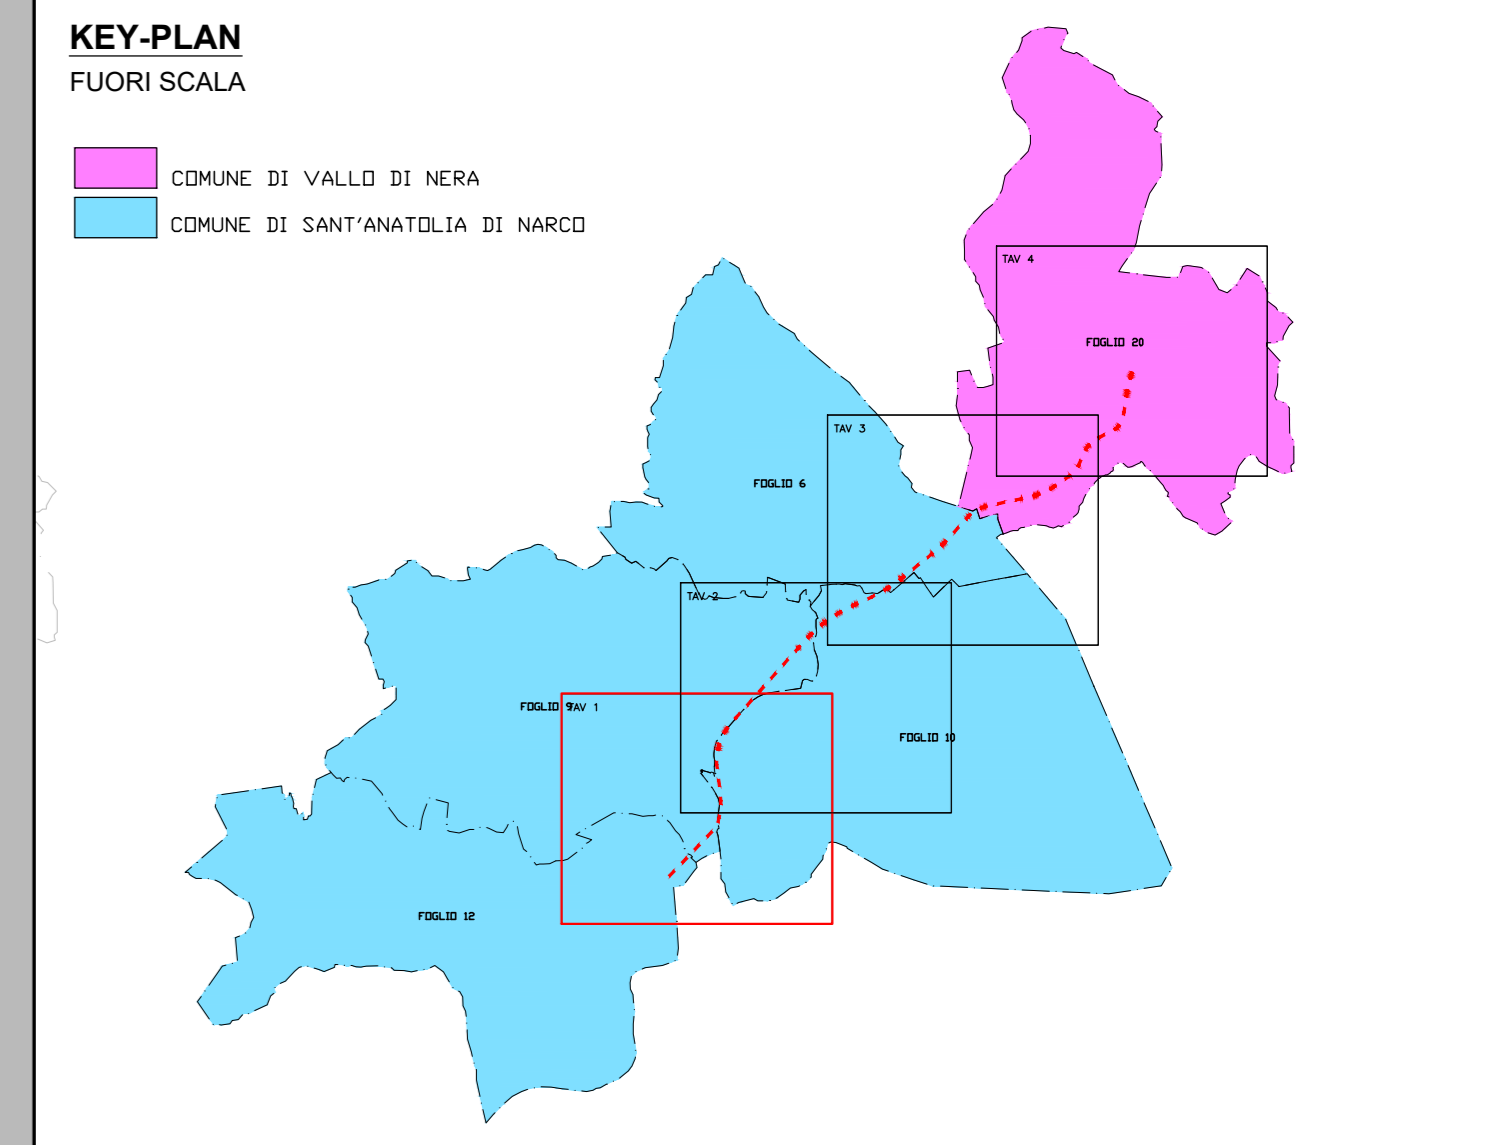 KEY-PLAN
FUORI SCALA
COMUNE DI VALLO DI NERA
COMUNE DI SANT'ANATOLIA DI NARCO
TAV 4
FOGLIO 20
TAV 3
FOGLIO 6
TAV 2
FOGLIO 9
TAV 1
FOGLIO 10
FOGLIO 12